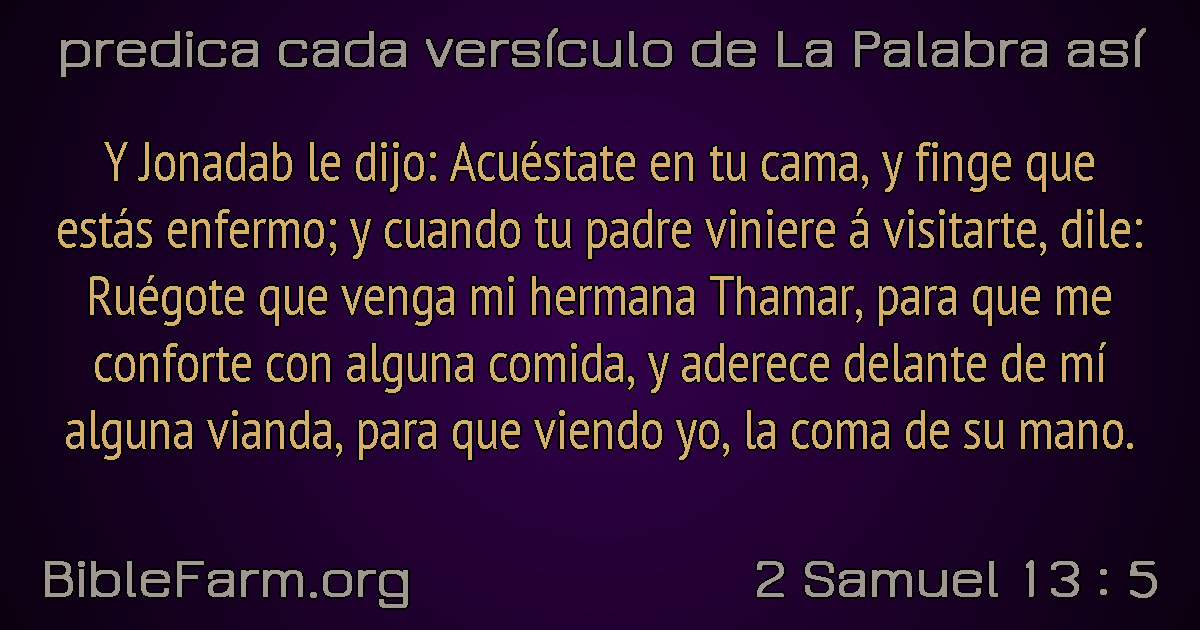 predica cada versículo de La Palabra así
Y Jonadab le dijo: Acuéstate en tu cama, y finge que
estás enfermo; y cuando tu padre viniere á visitarte, dile:
Ruégote que venga mi hermana Thamar, para que me
conforte con alguna comida, y aderece delante de mí
alguna vianda, para que viendo yo, la coma de su mano.
BibleFarm.org
2 Samuel 13 : 5